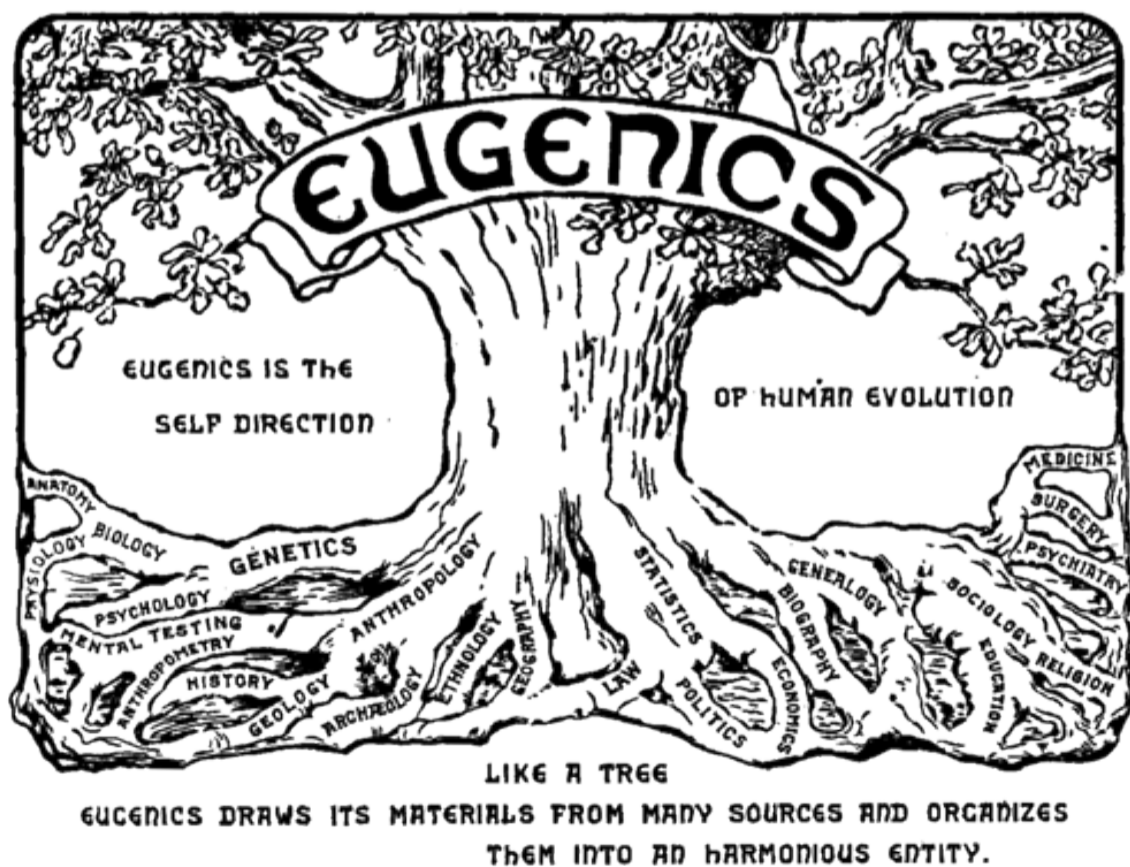 EUGENICS
EUGENICS IS THE
SELF DIRECTION
OF HUMAN EVOLUTION
ANATOMY
BIOLOGY
PHYSIOLOGY
GENETICS
PSYCHOLOGY
MENTAL TESTING
ANTHROPOMETRY
HISTORY
ANTHROPOLOGY
GEOLOGY
ARCHÆOLOGY
ETHNOLOGY
GEOGRAPHY
LAW
STATISTICS
POLITICS
ECONOMICS
BIOGRAPHY
GENEALOGY
SOCIOLOGY
EDUCATION
RELIGION
PSYCHIATRY
SURGERY
MEDICINE
LIKE A TREE
EUGENICS DRAWS ITS MATERIALS FROM MANY SOURCES AND ORGANIZES
THEM INTO AN HARMONIOUS ENTITY.